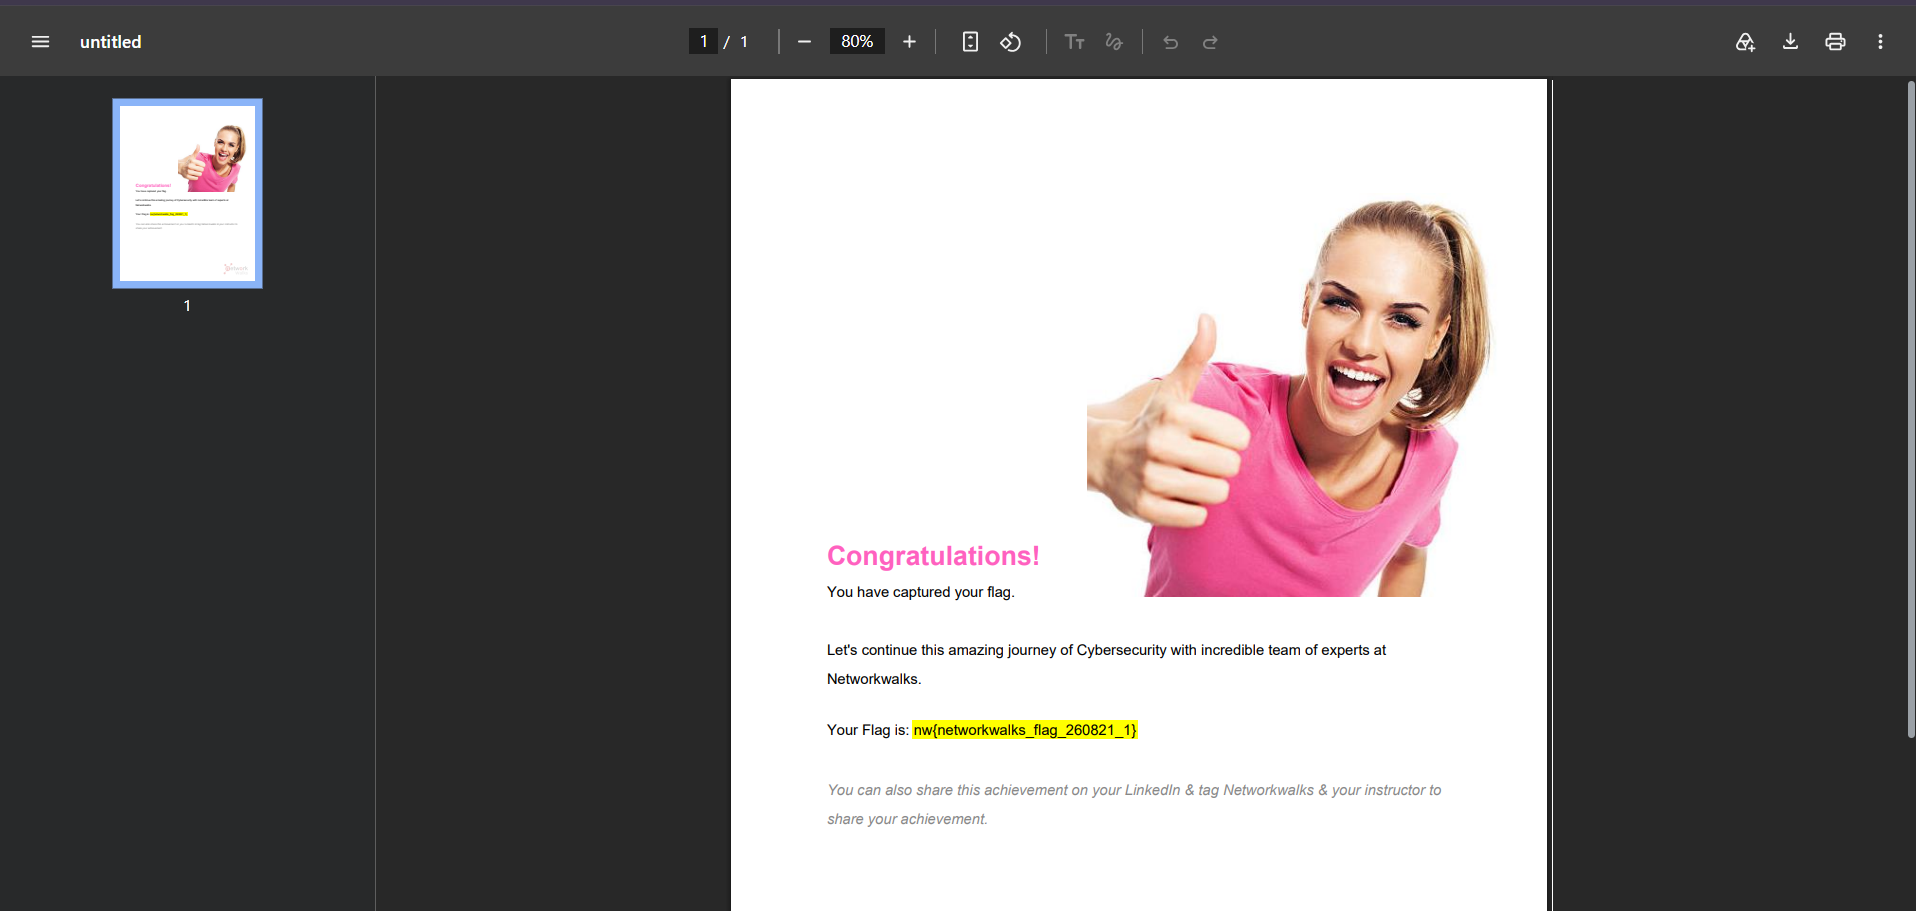 untitled
1 / 1
80%
1
Congratulations!
You have captured your flag.
Let's continue this amazing journey of Cybersecurity with incredible team of experts at
Networkwalks.
Your Flag is: nw{networkwalks_flag_260821_1}
You can also share this achievement on your LinkedIn & tag Networkwalks & your instructor to
share your achievement.